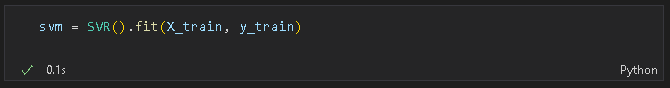 svm = SVR().fit(X_train, y_train)
0.1s
Python